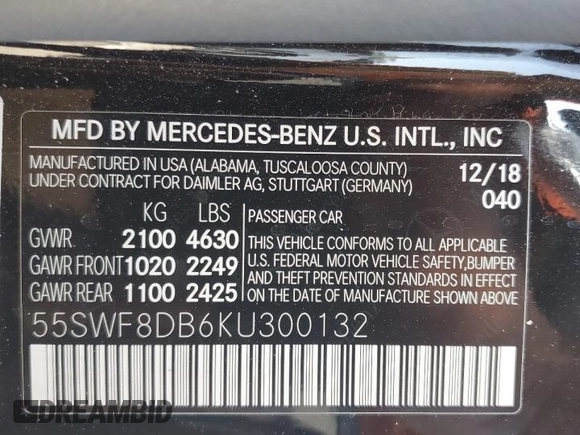 MFD BY MERCEDES-BENZ U.S. INTL., INC
MANUFACTURED IN USA (ALABAMA, TUSCALOOSA COUNTY)
UNDER CONTRACT FOR DAIMLER AG, STUTTGART (GERMANY)
12/18
040
KG LBS
GVWR 2100 4630
GAWR FRONT 1020 2249
GAWR REAR 1100 2425
PASSENGER CAR
THIS VEHICLE CONFORMS TO ALL APPLICABLE
U.S. FEDERAL MOTOR VEHICLE SAFETY,BUMPER
AND THEFT PREVENTION STANDARDS IN EFFECT
ON THE DATE OF MANUFACTURE SHOWN ABOVE.
55SWF8DB6KU300132
DREAMBID